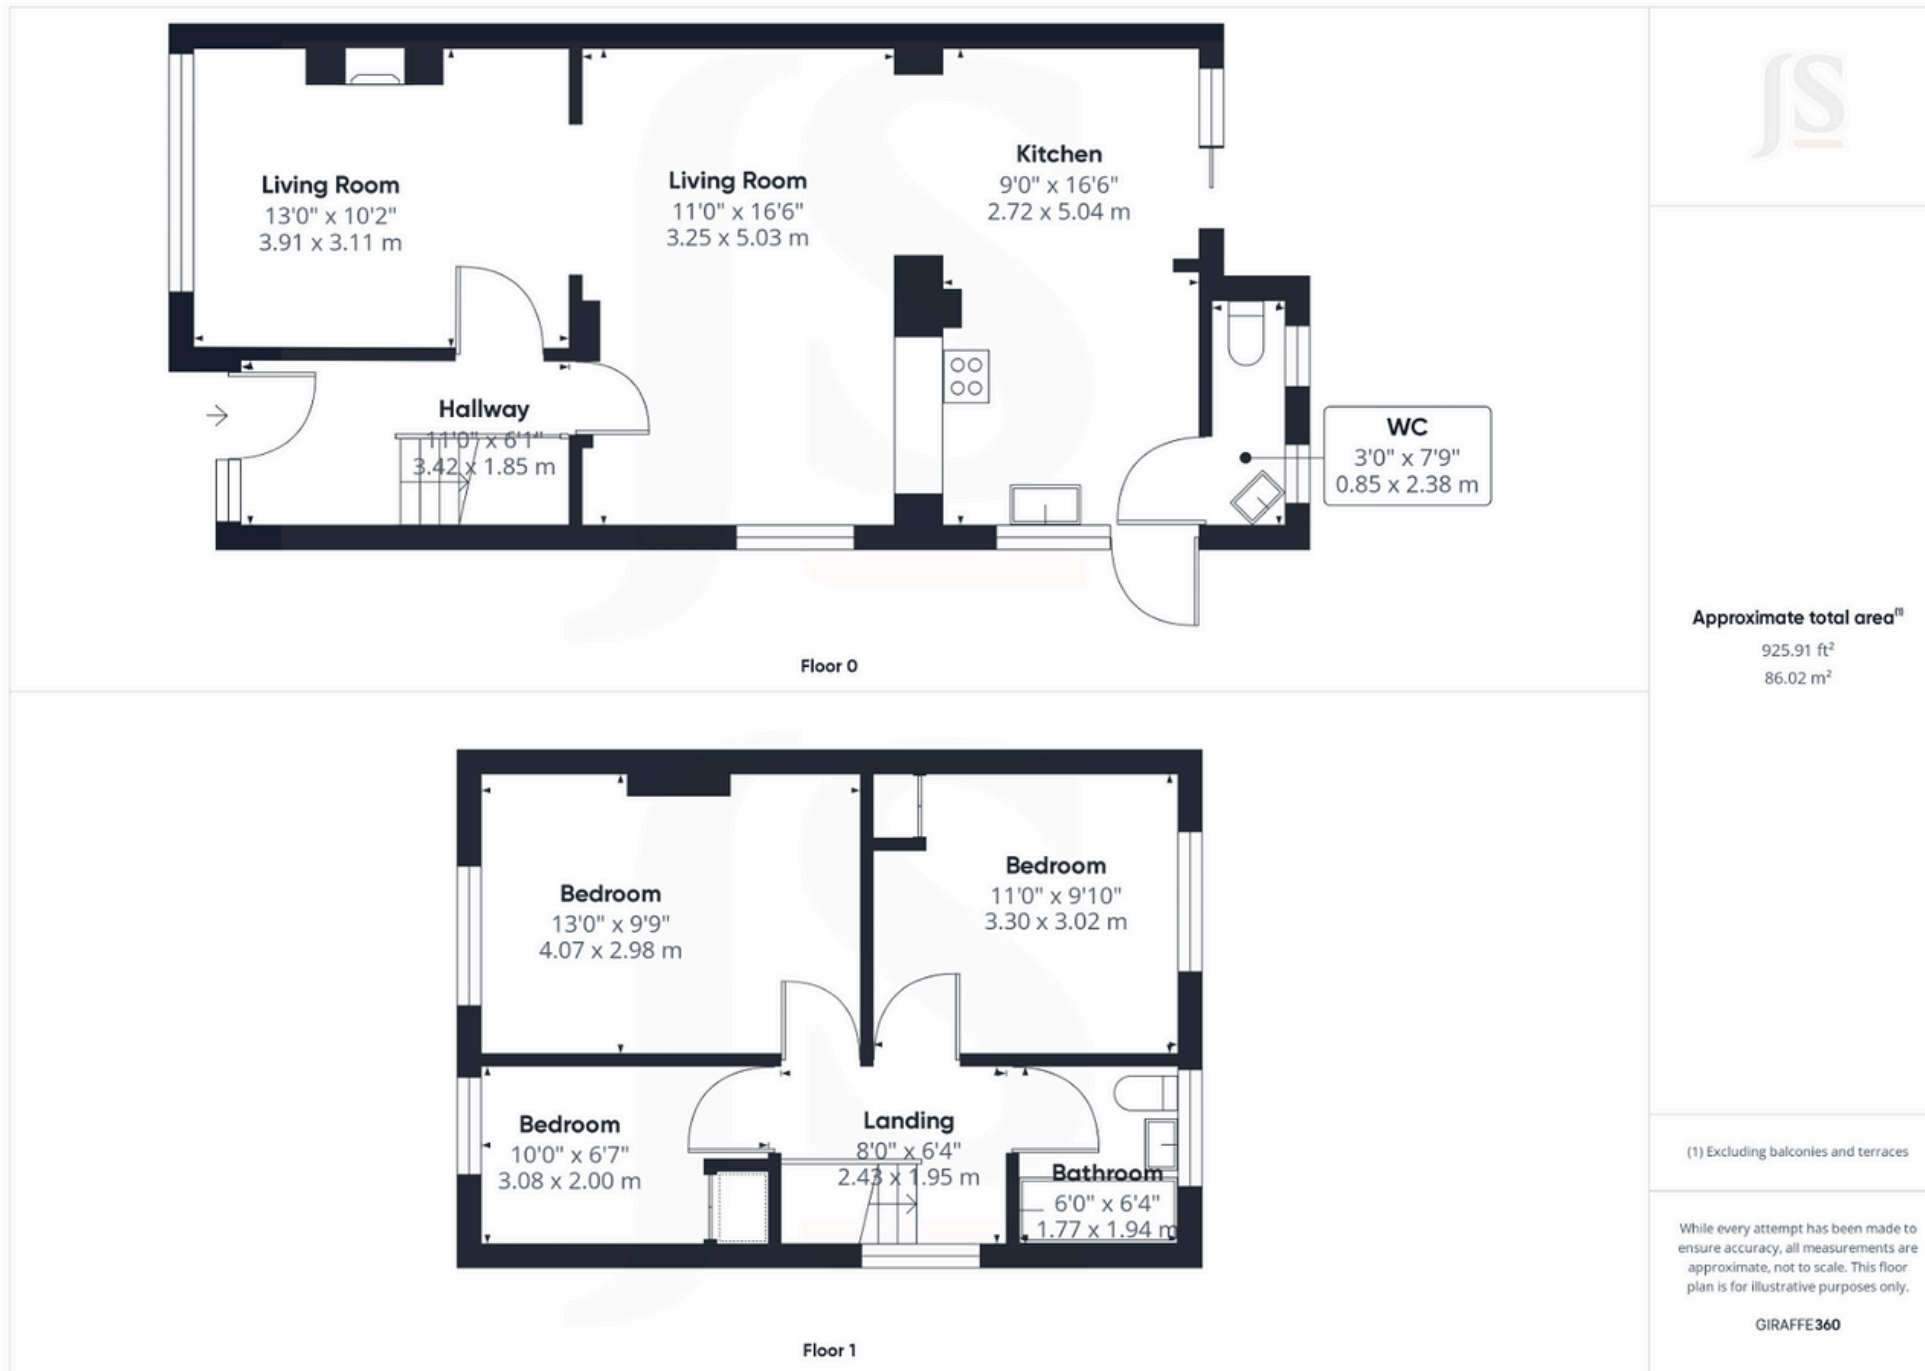 Living Room
13'0" x 10'2"
3.91 x 3.11 m
Living Room
11'0" x 16'6"
3.25 x 5.03 m
Kitchen
9'0" x 16'6"
2.72 x 5.04 m
Hallway
11'0" x 6'1"
3.42 x 1.85 m
WC
3'0" x 7'9"
0.85 x 2.38 m
Floor 0
Bedroom
13'0" x 9'9"
4.07 x 2.98 m
Bedroom
11'0" x 9'10"
3.30 x 3.02 m
Bedroom
10'0" x 6'7"
3.08 x 2.00 m
Landing
8'0" x 6'4"
2.43 x 1.95 m
Bathroom
6'0" x 6'4"
1.77 x 1.94 m
Floor 1
JS
Approximate total area(1)
925.91 ft²
86.02 m²
(1) Excluding balconies and terraces
While every attempt has been made to
ensure accuracy, all measurements are
approximate, not to scale. This floor
plan is for illustrative purposes only.
GIRAFFE360